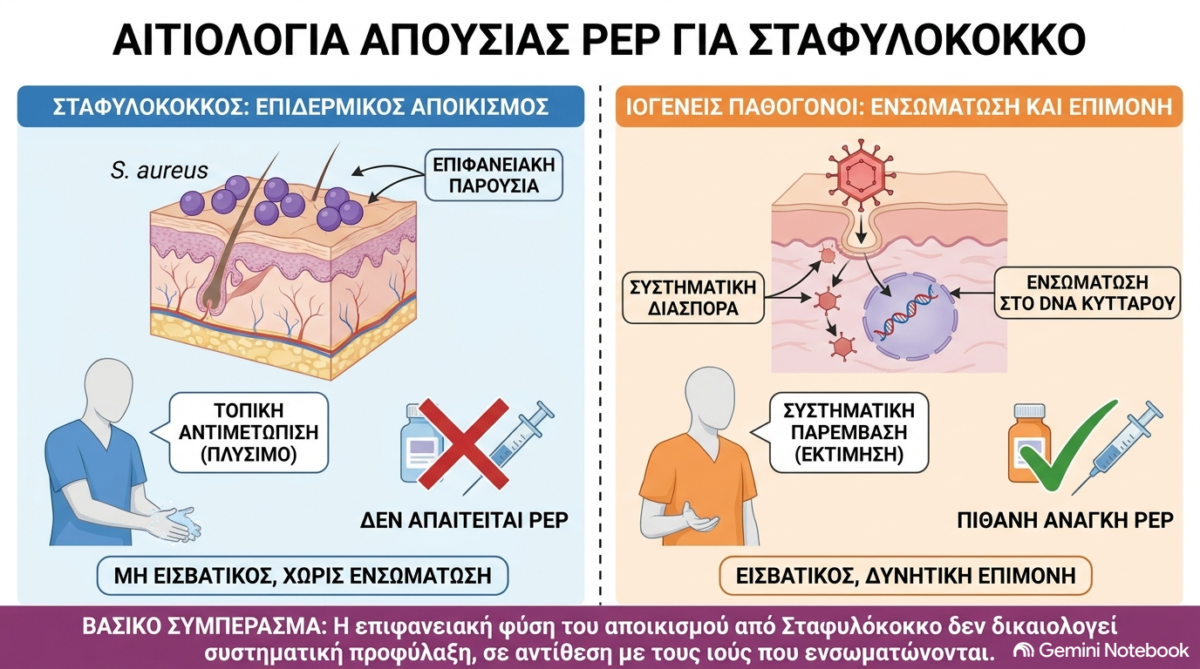 ΑΙΤΙΟΛΟΓΙΑ ΑΠΟΥΣΙΑΣ PEP ΓΙΑ ΣΤΑΦΥΛΟΚΟΚΚΟ
ΣΤΑΦΥΛΟΚΟΚΚΟΣ: ΕΠΙΔΕΡΜΙΚΟΣ ΑΠΟΙΚΙΣΜΟΣ
S. aureus
ΕΠΙΦΑΝΕΙΑΚΗ
ΠΑΡΟΥΣΙΑ
ΤΟΠΙΚΗ
ΑΝΤΙΜΕΤΩΠΙΣΗ
(ΠΛΥΣΙΜΟ)
ΔΕΝ ΑΠΑΙΤΕΙΤΑΙ PEP
ΜΗ ΕΙΣΒΑΤΙΚΟΣ, ΧΩΡΙΣ ΕΝΣΩΜΑΤΩΣΗ
ΙΟΓΕΝΕΙΣ ΠΑΘΟΓΟΝΟΙ: ΕΝΣΩΜΑΤΩΣΗ ΚΑΙ ΕΠΙΜΟΝΗ
ΣΥΣΤΗΜΑΤΙΚΗ
ΔΙΑΣΠΟΡΑ
ΕΝΣΩΜΑΤΩΣΗ
ΣΤΟ DNA ΚΥΤΤΑΡΟΥ
ΣΥΣΤΗΜΑΤΙΚΗ
ΠΑΡΕΜΒΑΣΗ
(ΕΚΤΙΜΗΣΗ)
ΠΙΘΑΝΗ ΑΝΑΓΚΗ PEP
ΕΙΣΒΑΤΙΚΟΣ, ΔΥΝΗΤΙΚΗ ΕΠΙΜΟΝΗ
ΒΑΣΙΚΟ ΣΥΜΠΕΡΑΣΜΑ: Η επιφανειακή φύση του αποικισμού από Σταφυλόκοκκο δεν δικαιολογεί
συστηματική προφύλαξη, σε αντίθεση με τους ιούς που ενσωματώνονται.
Gemini Notebook